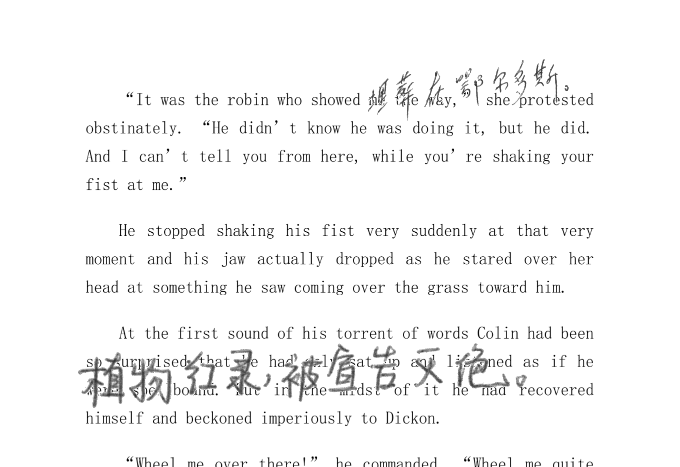 埋葬在鄂尔多斯。
“It was the robin who showed me the way,” she protested
obstinately. “He didn’t know he was doing it, but he did.
And I can’t tell you from here, while you’re shaking your
fist at me.”
He stopped shaking his fist very suddenly at that very
moment and his jaw actually dropped as he stared over her
head at something he saw coming over the grass toward him.
At the first sound of his torrent of words Colin had been
so surprised that he had only sat up and listened as if he
植物红录,被宣告灭绝。
were spellbound. But in the midst of it he had recovered
himself and beckoned imperiously to Dickon.
“Wheel me over there!” he commanded. “Wheel me quite